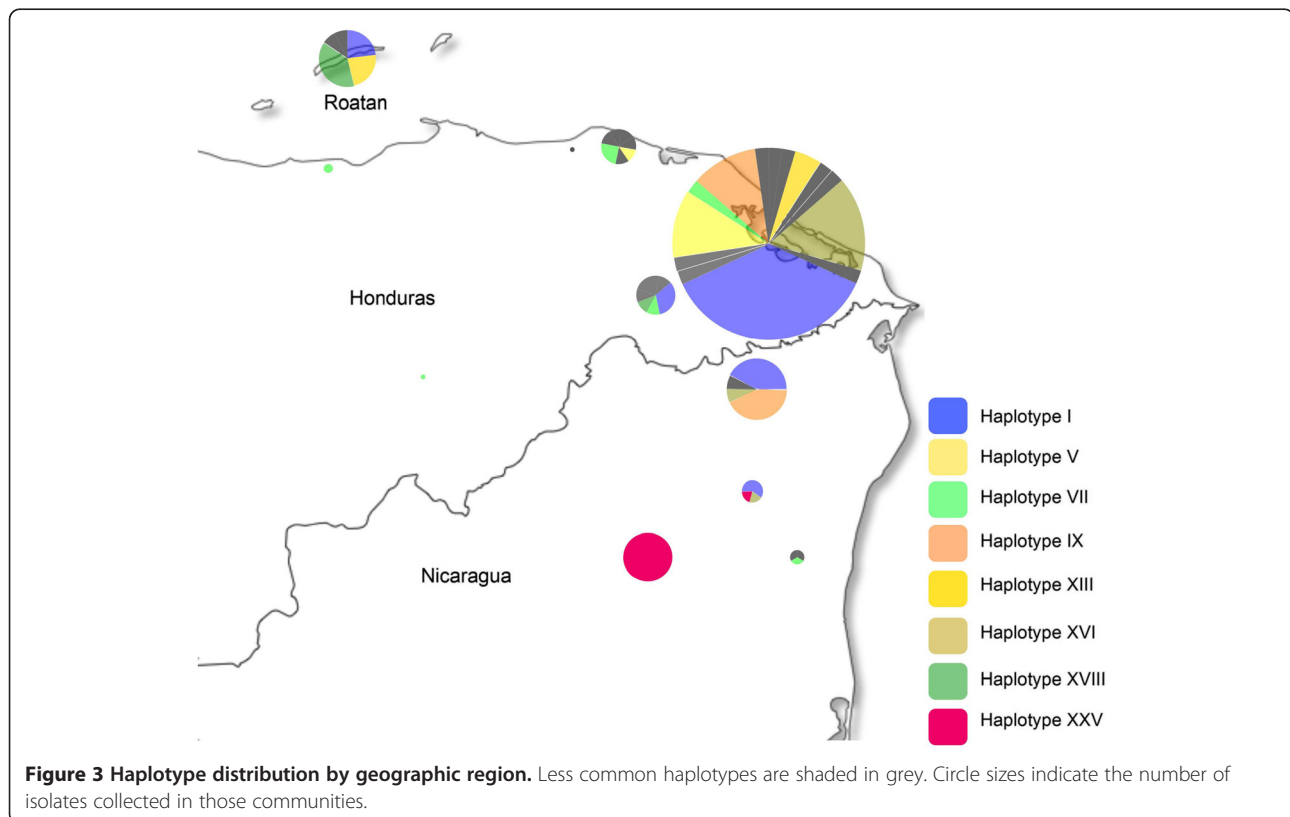 Roatan
Honduras
Nicaragua
Haplotype I
Haplotype V
Haplotype VII
Haplotype IX
Haplotype XIII
Haplotype XVI
Haplotype XVIII
Haplotype XXV
Figure 3 Haplotype distribution by geographic region. Less common haplotypes are shaded in grey. Circle sizes indicate the number of
isolates collected in those communities.